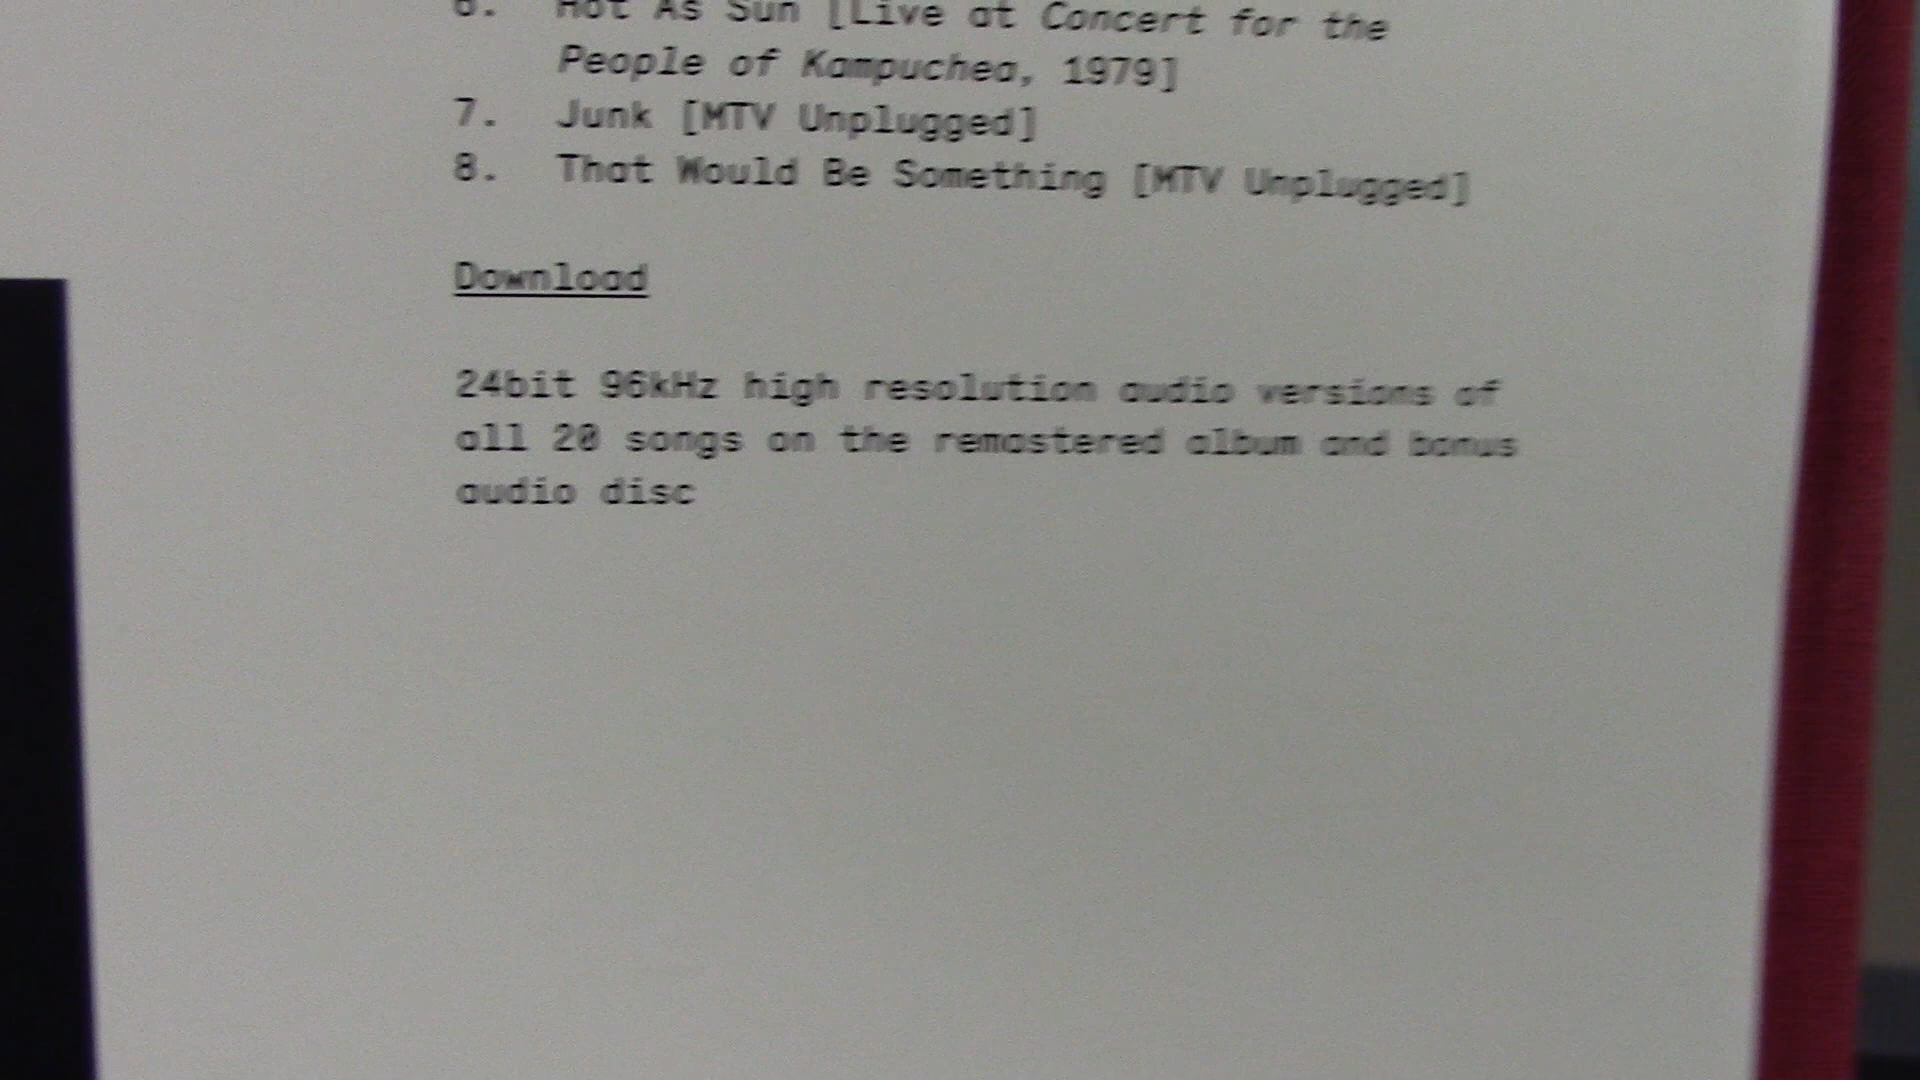 6. Hot As Sun [Live at Concert for the
People of Kampuchea, 1979]
7. Junk [MTV Unplugged]
8. That Would Be Something [MTV Unplugged]
Download
24bit 96kHz high resolution audio versions of
all 20 songs on the remastered album and bonus
audio disc